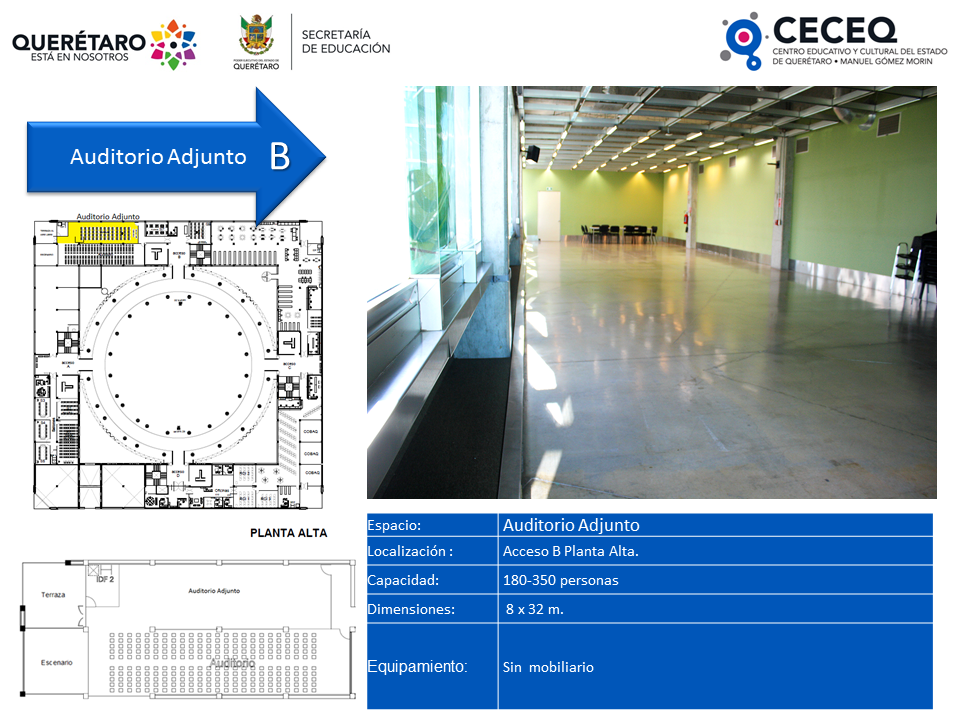 QUERÉTARO
ESTÁ EN NOSOTROS
PODER EJECUTIVO DEL ESTADO DE
QUERÉTARO
SECRETARÍA
DE EDUCACIÓN
CECEQ
CENTRO EDUCATIVO Y CULTURAL DEL ESTADO
DE QUERÉTARO • MANUEL GÓMEZ MORIN
Auditorio Adjunto B
Auditorio Adjunto
COBAQ
COBAQ
COBAQ
Oficinas
PLANTA ALTA
IDF 2
Terraza
Auditorio Adjunto
Escenario
Auditorio
Espacio: Auditorio Adjunto
Localización : Acceso B Planta Alta.
Capacidad: 180-350 personas
Dimensiones: 8 x 32 m.
Equipamiento: Sin mobiliario